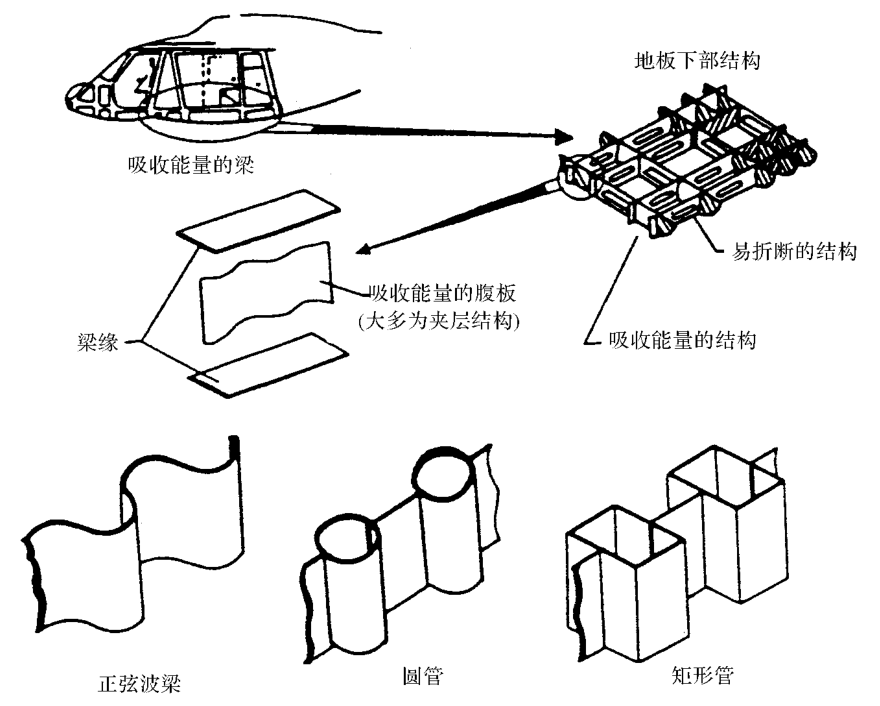 地板下部结构
吸收能量的梁
易折断的结构
吸收能量的腹板
(大多为夹层结构)
梁缘
吸收能量的结构
正弦波梁
圆管
矩形管